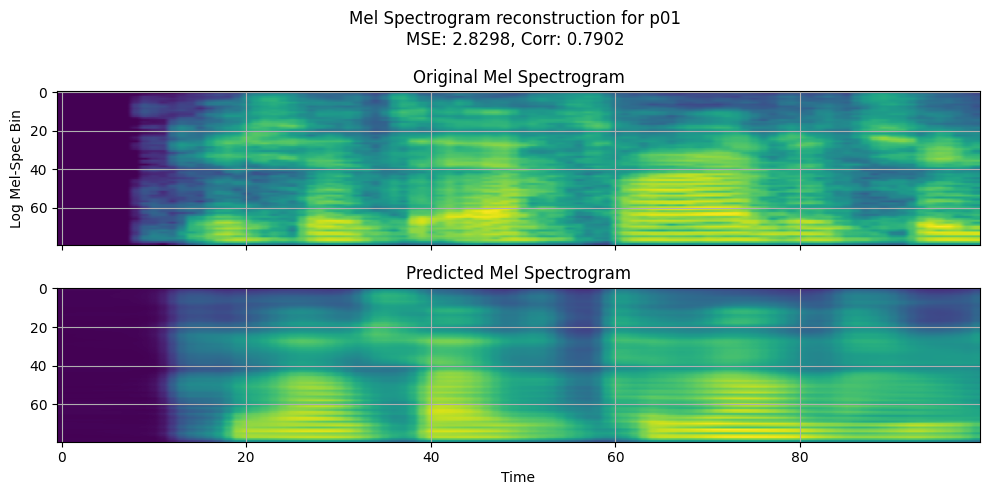 Mel Spectrogram reconstruction for p01
MSE: 2.8298, Corr: 0.7902
Original Mel Spectrogram
0
20
40
60
Log Mel-Spec Bin
Predicted Mel Spectrogram
0
20
40
60
0 20 40 60 80
Time